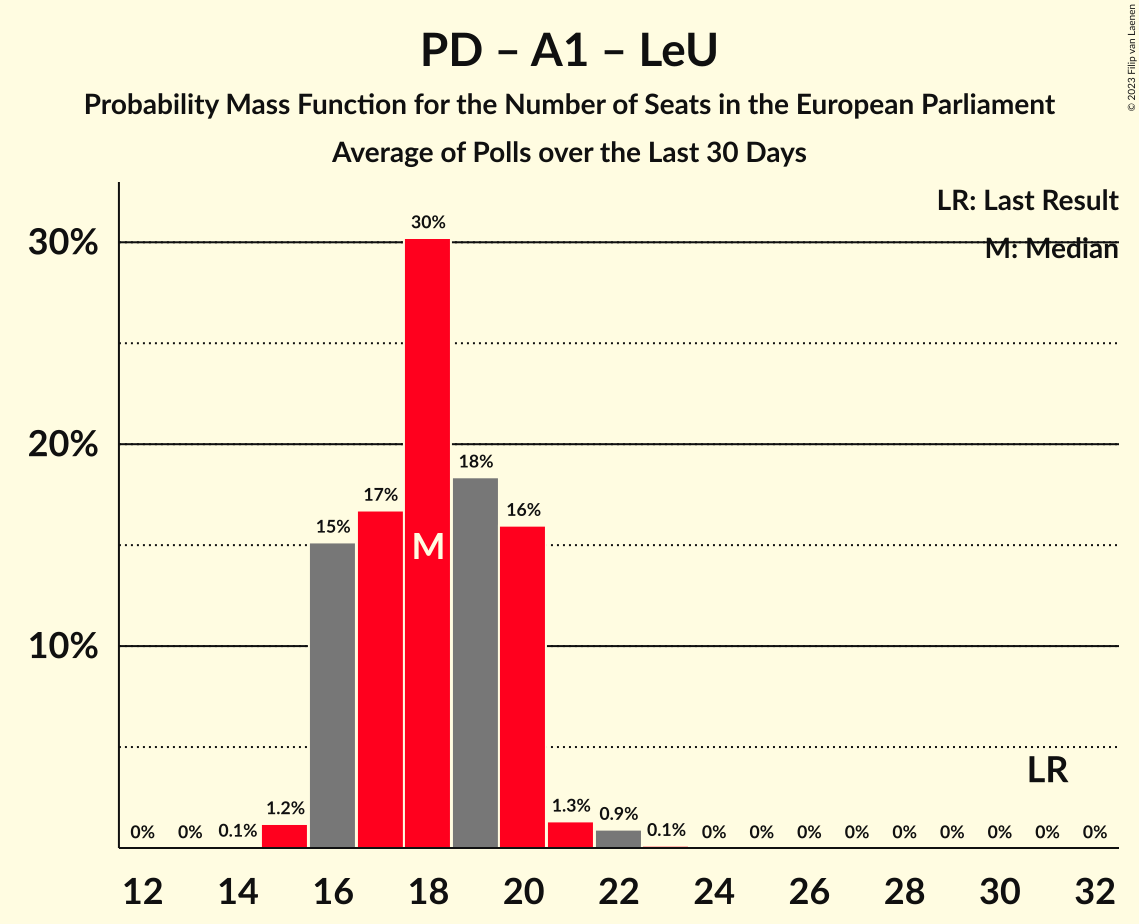 PD – A1 – LeU
Probability Mass Function for the Number of Seats in the European Parliament
Average of Polls over the Last 30 Days
© 2023 Filip van Laenen
LR: Last Result
M: Median
30%
20%
10%
0% 0% 0.1% 1.2% 15% 17% 30% 18% 16% 1.3% 0.9% 0.1% 0% 0% 0% 0% 0% 0% 0% 0% 0%
M
LR
12 14 16 18 20 22 24 26 28 30 32